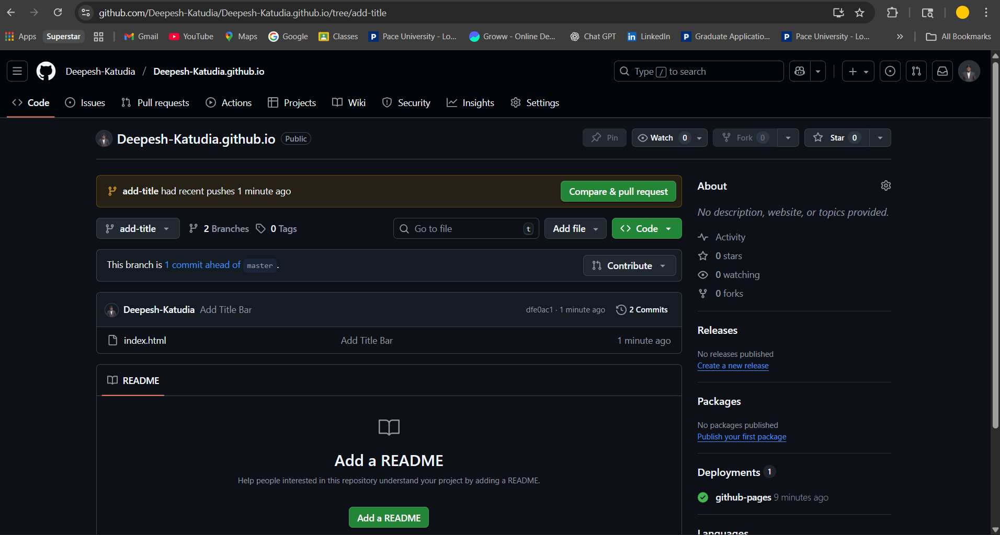 github.com/Deepesh-Katudia/Deepesh-Katudia.github.io/tree/add-title
Apps Superstar Gmail YouTube Maps Google Classes Pace University - Lo... Groww - Online De... Chat GPT LinkedIn Graduate Applicatio... Pace University - Lo... All Bookmarks
Deepesh-Katudia / Deepesh-Katudia.github.io Type / to search
Code Issues Pull requests Actions Projects Wiki Security Insights Settings
Deepesh-Katudia.github.io Public Pin Watch 0 Fork 0 Star 0
add-title had recent pushes 1 minute ago Compare & pull request
add-title 2 Branches 0 Tags Go to file t Add file Code
This branch is 1 commit ahead of master . Contribute
Deepesh-Katudia Add Title Bar dfe0ac1 · 1 minute ago 2 Commits
index.html Add Title Bar 1 minute ago
README
Add a README
Help people interested in this repository understand your project by adding a README.
Add a README
About
No description, website, or topics provided.
Activity
0 stars
0 watching
0 forks
Releases
No releases published
Create a new release
Packages
No packages published
Publish your first package
Deployments 1
github-pages 9 minutes ago
Languages